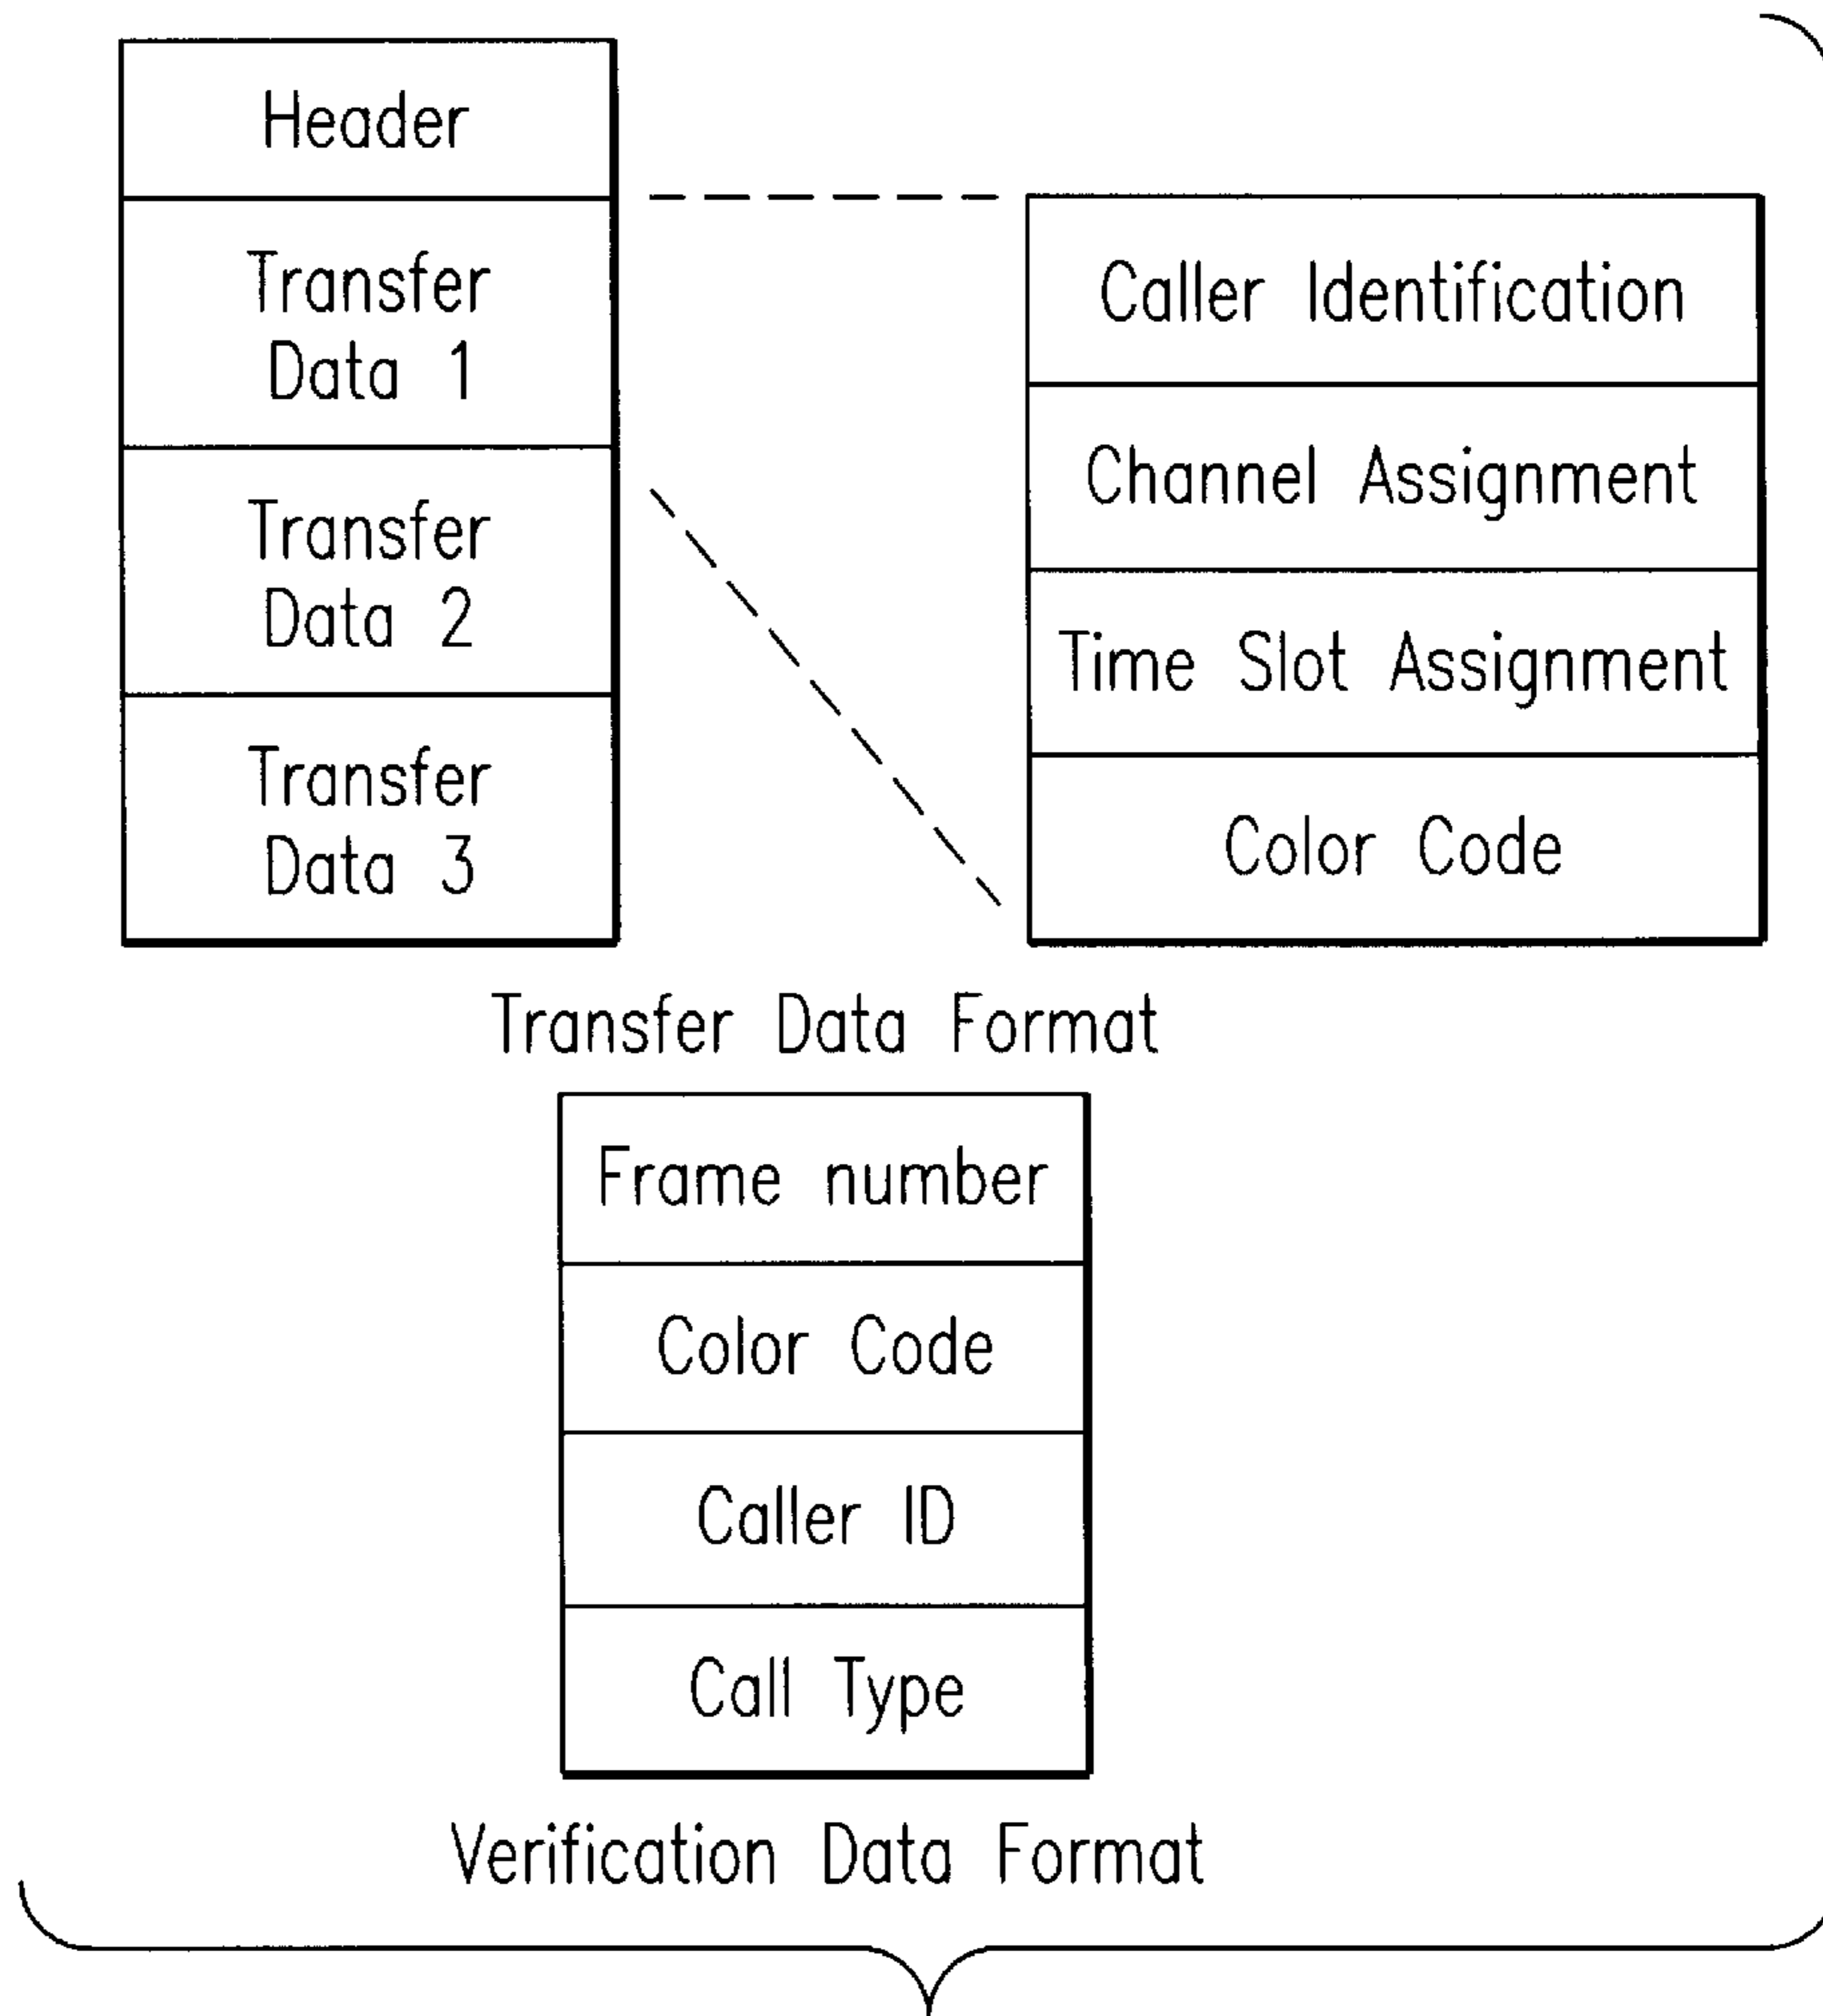 Header
Transfer
Data 1
Transfer
Data 2
Transfer
Data 3
Caller Identification
Channel Assignment
Time Slot Assignment
Color Code
Transfer Data Format
Frame number
Color Code
Caller ID
Call Type
Verification Data Format